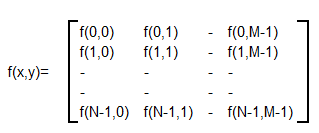 f(0,0) f(0,1) - f(0,M-1)
f(1,0) f(1,1) - f(1,M-1)
f(x,y)=
- - - -
- - - -
f(N-1,0) f(N-1,1) - f(N-1,M-1)